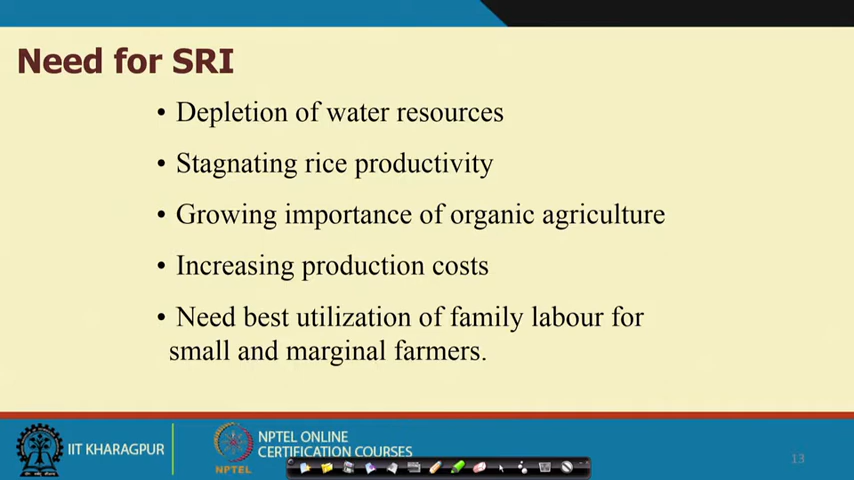 Need for SRI
• Depletion of water resources
• Stagnating rice productivity
• Growing importance of organic agriculture
• Increasing production costs
• Need best utilization of family labour for
small and marginal farmers.
IIT KHARAGPUR
NPTEL
NPTEL ONLINE
CERTIFICATION COURSES
13